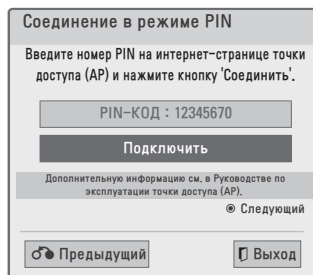 Соединение в режиме PIN
Введите номер PIN на интернет-странице точки
доступа (AP) и нажмите кнопку 'Соединить'.
PIN-КОД : 12345670
Подключить
Дополнительную информацию см. в Руководстве по
эксплуатации точки доступа (AP).
Следующий
Предыдущий
Выход